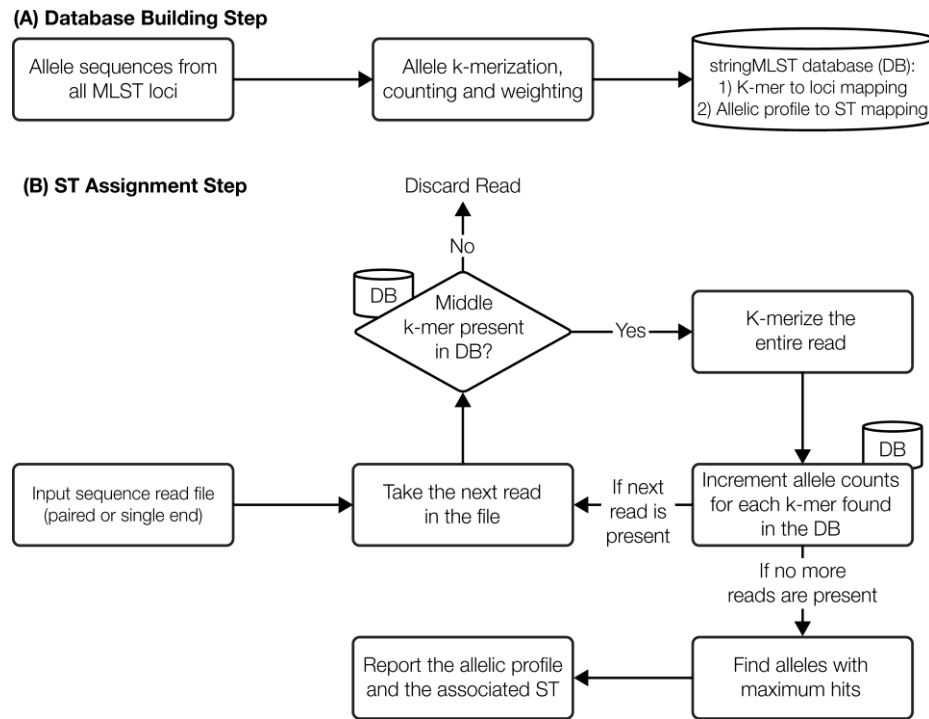 (A) Database Building Step
Allele sequences from
all MLST loci
Allele k-merization,
counting and weighting
stringMLST database (DB):
1) K-mer to loci mapping
2) Allelic profile to ST mapping
(B) ST Assignment Step
Discard Read
No
DB
Middle
k-mer present
in DB?
Yes
K-merize the
entire read
DB
Input sequence read file
(paired or single end)
Take the next read
in the file
If next
read is
present
Increment allele counts
for each k-mer found
in the DB
If no more
reads are present
Report the allelic profile
and the associated ST
Find alleles with
maximum hits